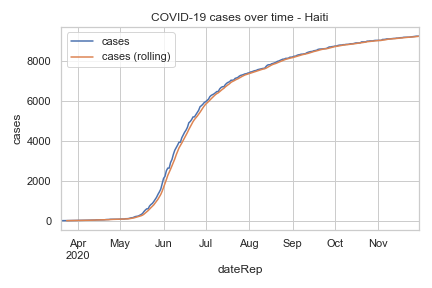 COVID-19 cases over time - Haiti
cases
cases (rolling)
8000
6000
4000
2000
0
cases
Apr
2020
May
Jun
Jul
Aug
Sep
Oct
Nov
dateRep